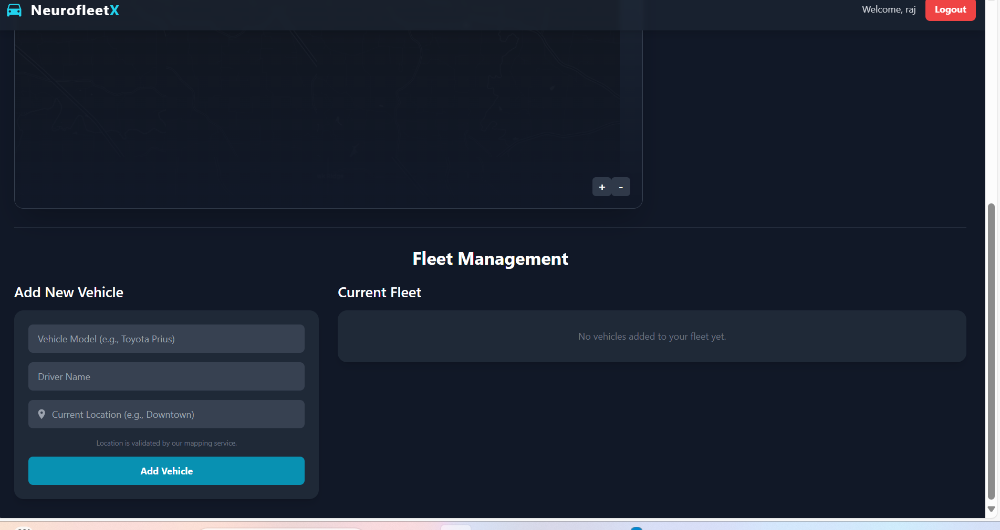 NeurofleetX
Welcome, raj
Logout
+
-
Fleet Management
Add New Vehicle
Current Fleet
Vehicle Model (e.g., Toyota Prius)
No vehicles added to your fleet yet.
Driver Name
Current Location (e.g., Downtown)
Location is validated by our mapping service.
Add Vehicle